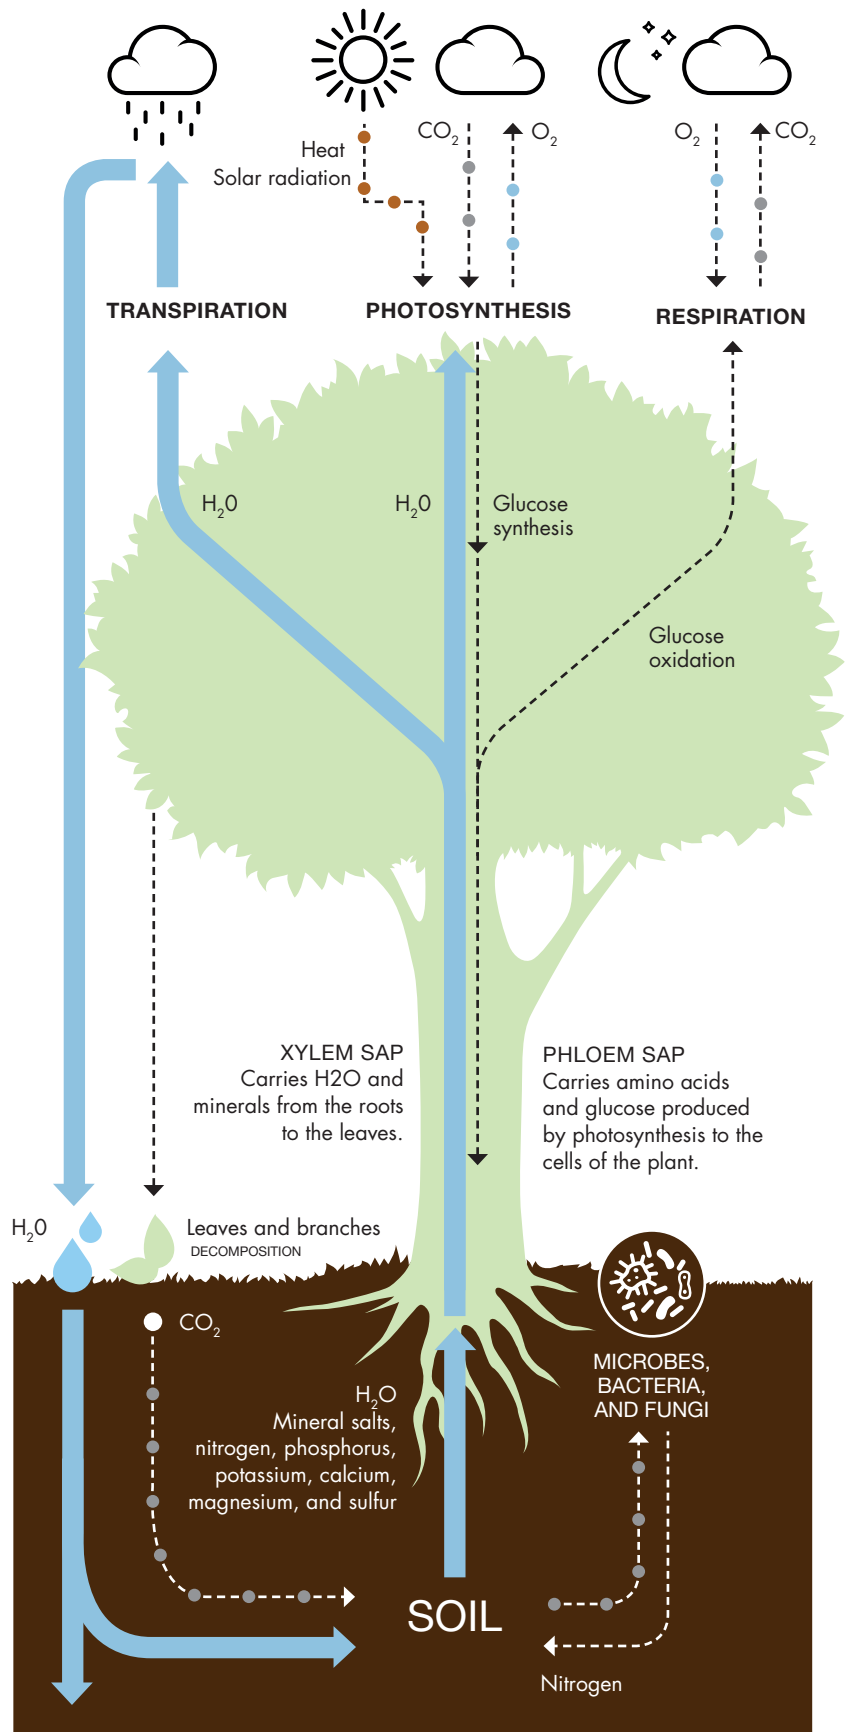 Heat
Solar radiation
CO2
O2
O2
CO2
TRANSPIRATION
PHOTOSYNTHESIS
RESPIRATION
H20
H20
Glucose
synthesis
Glucose
oxidation
XYLEM SAP
Carries H2O and
minerals from the roots
to the leaves.
PHLOEM SAP
Carries amino acids
and glucose produced
by photosynthesis to the
cells of the plant.
H20
Leaves and branches
DECOMPOSITION
CO2
H2O
Mineral salts,
nitrogen, phosphorus,
potassium, calcium,
magnesium, and sulfur
MICROBES,
BACTERIA,
AND FUNGI
SOIL
Nitrogen